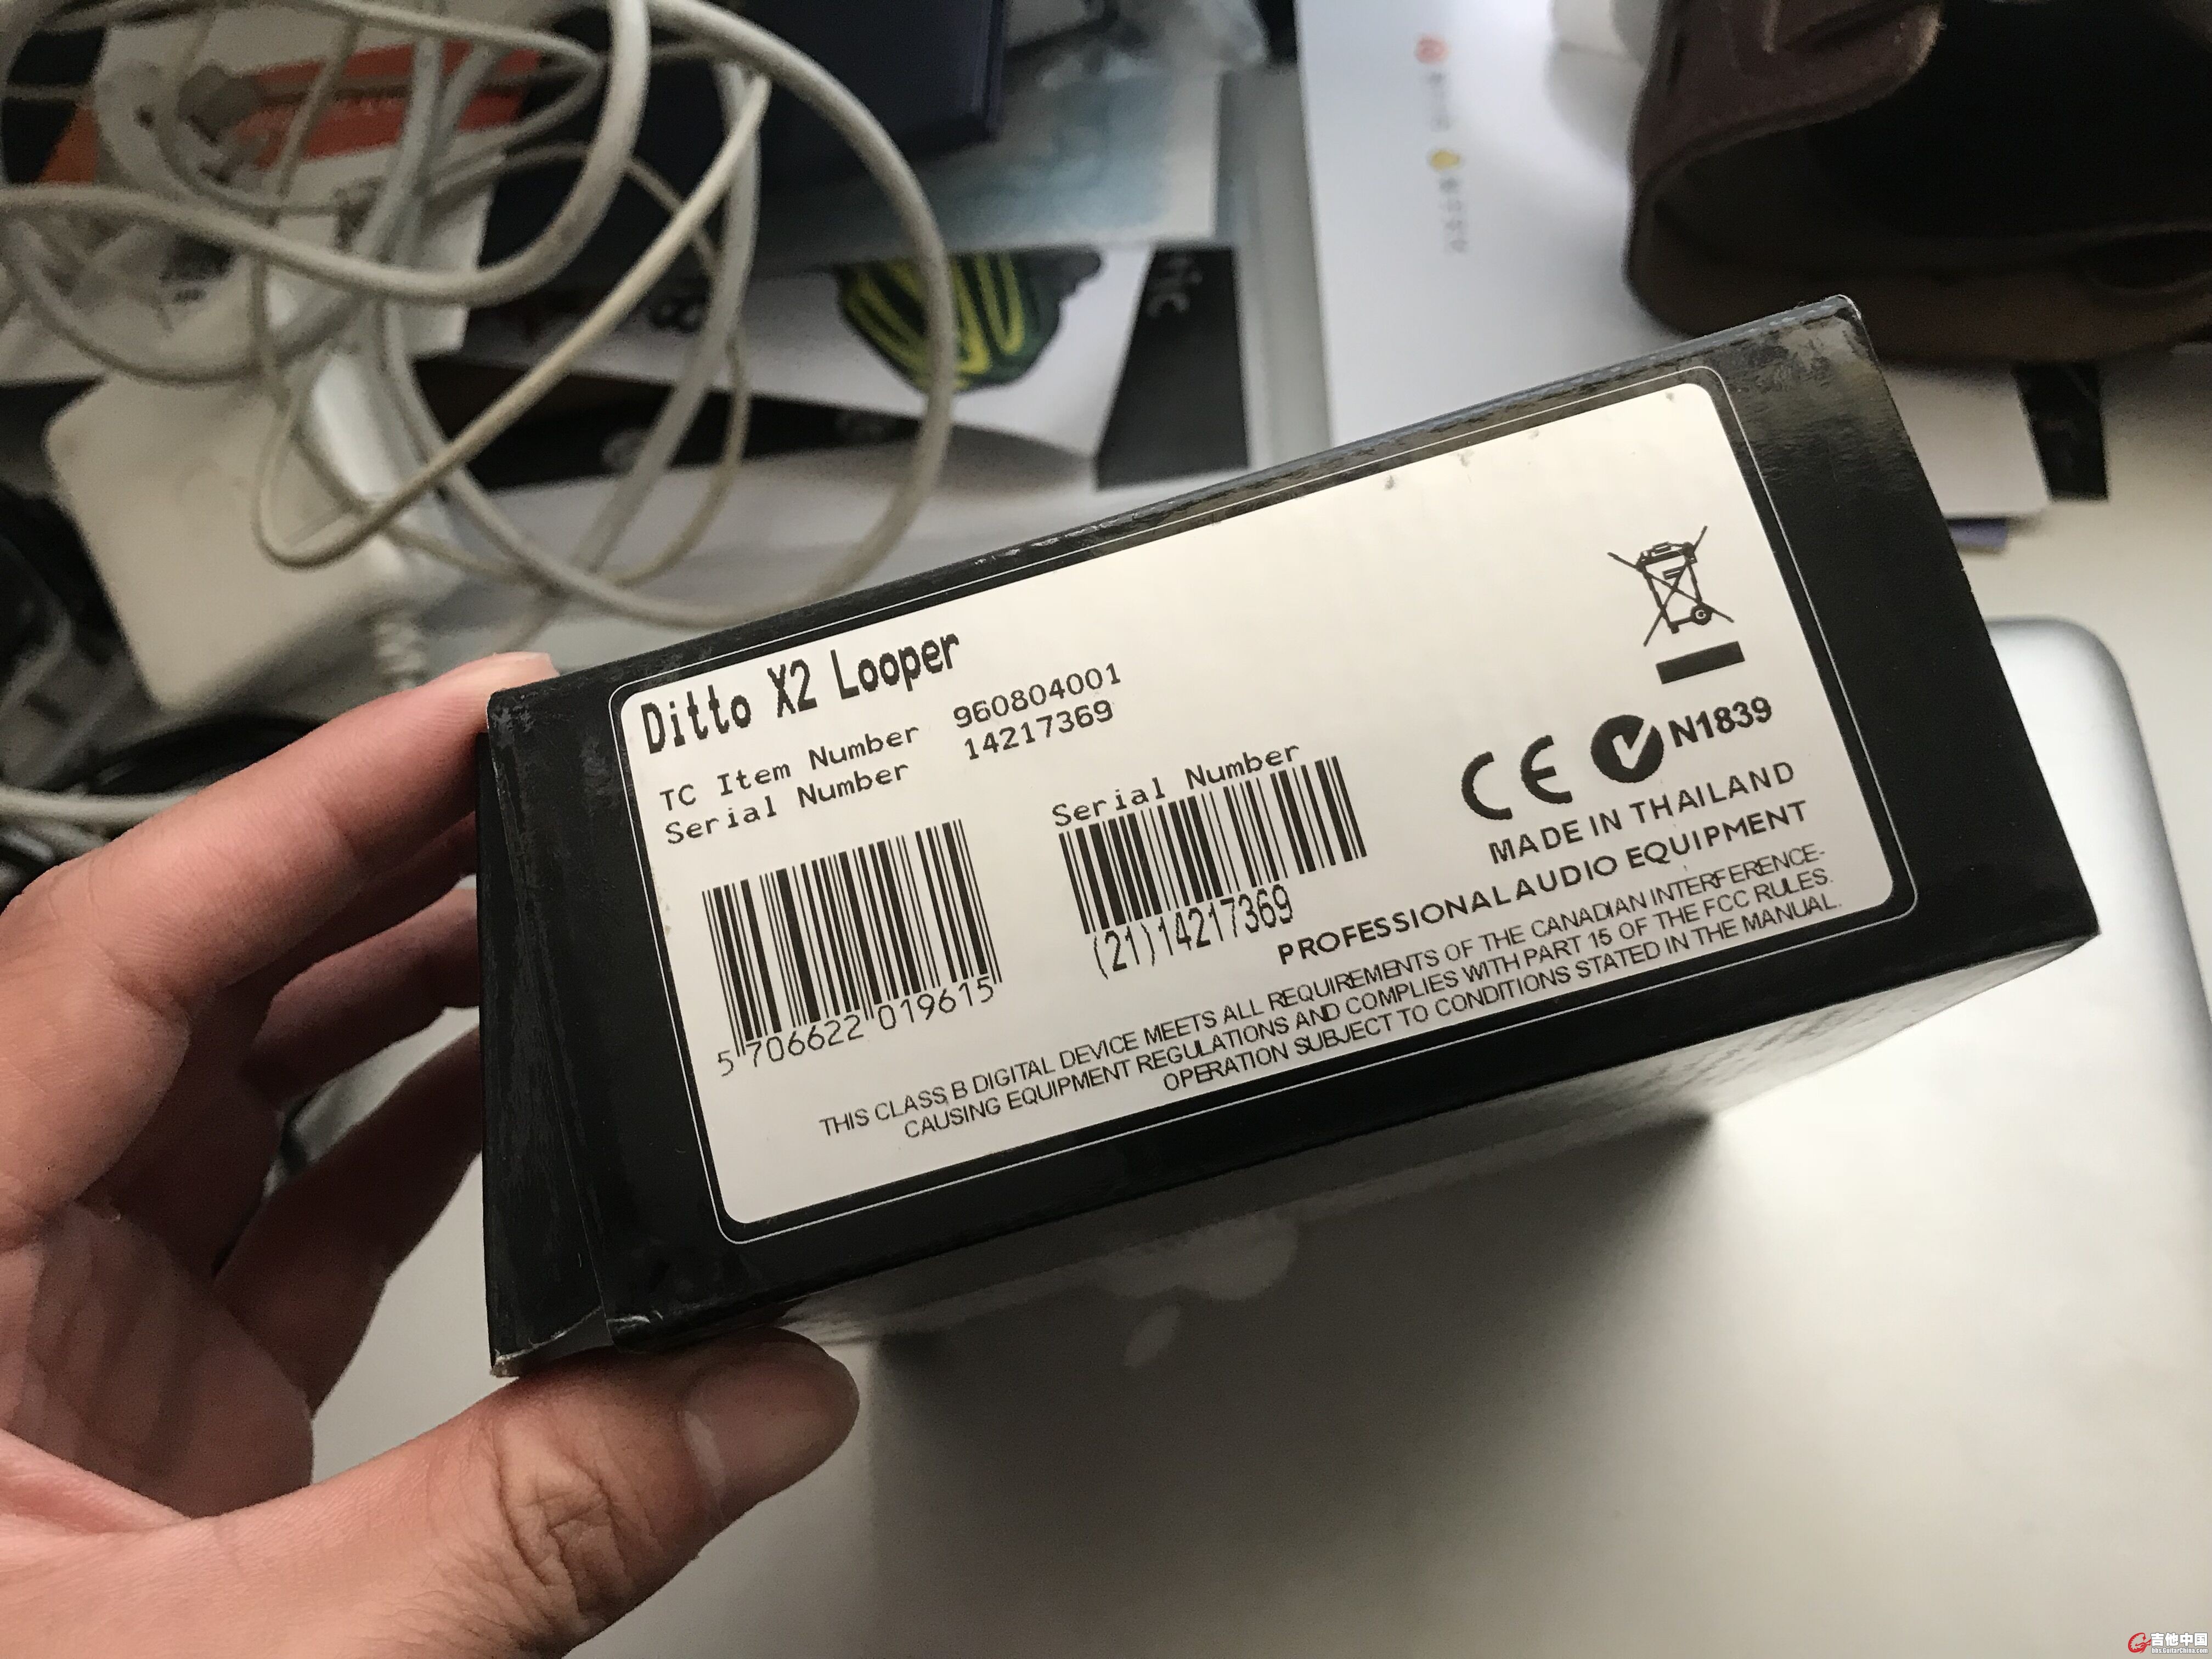 Ditto X2 Looper
TC Item Number 960804001
Serial Number 14217369
Serial Number
5 706622 019615
(21)14217369
CE N1839
MADE IN THAILAND
PROFESSIONAL AUDIO EQUIPMENT
THIS CLASS B DIGITAL DEVICE MEETS ALL REQUIREMENTS OF THE CANADIAN INTERFERENCE-
CAUSING EQUIPMENT REGULATIONS AND COMPLIES WITH PART 15 OF THE FCC RULES.
OPERATION SUBJECT TO CONDITIONS STATED IN THE MANUAL.
吉他中国
bbs.GuitarChina.com